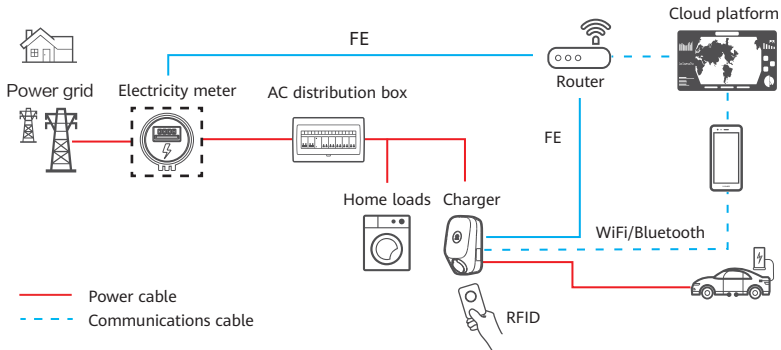 Cloud platform
FE
Power grid
Electricity meter
AC distribution box
Router
FE
Home loads
Charger
WiFi/Bluetooth
Power cable
RFID
Communications cable